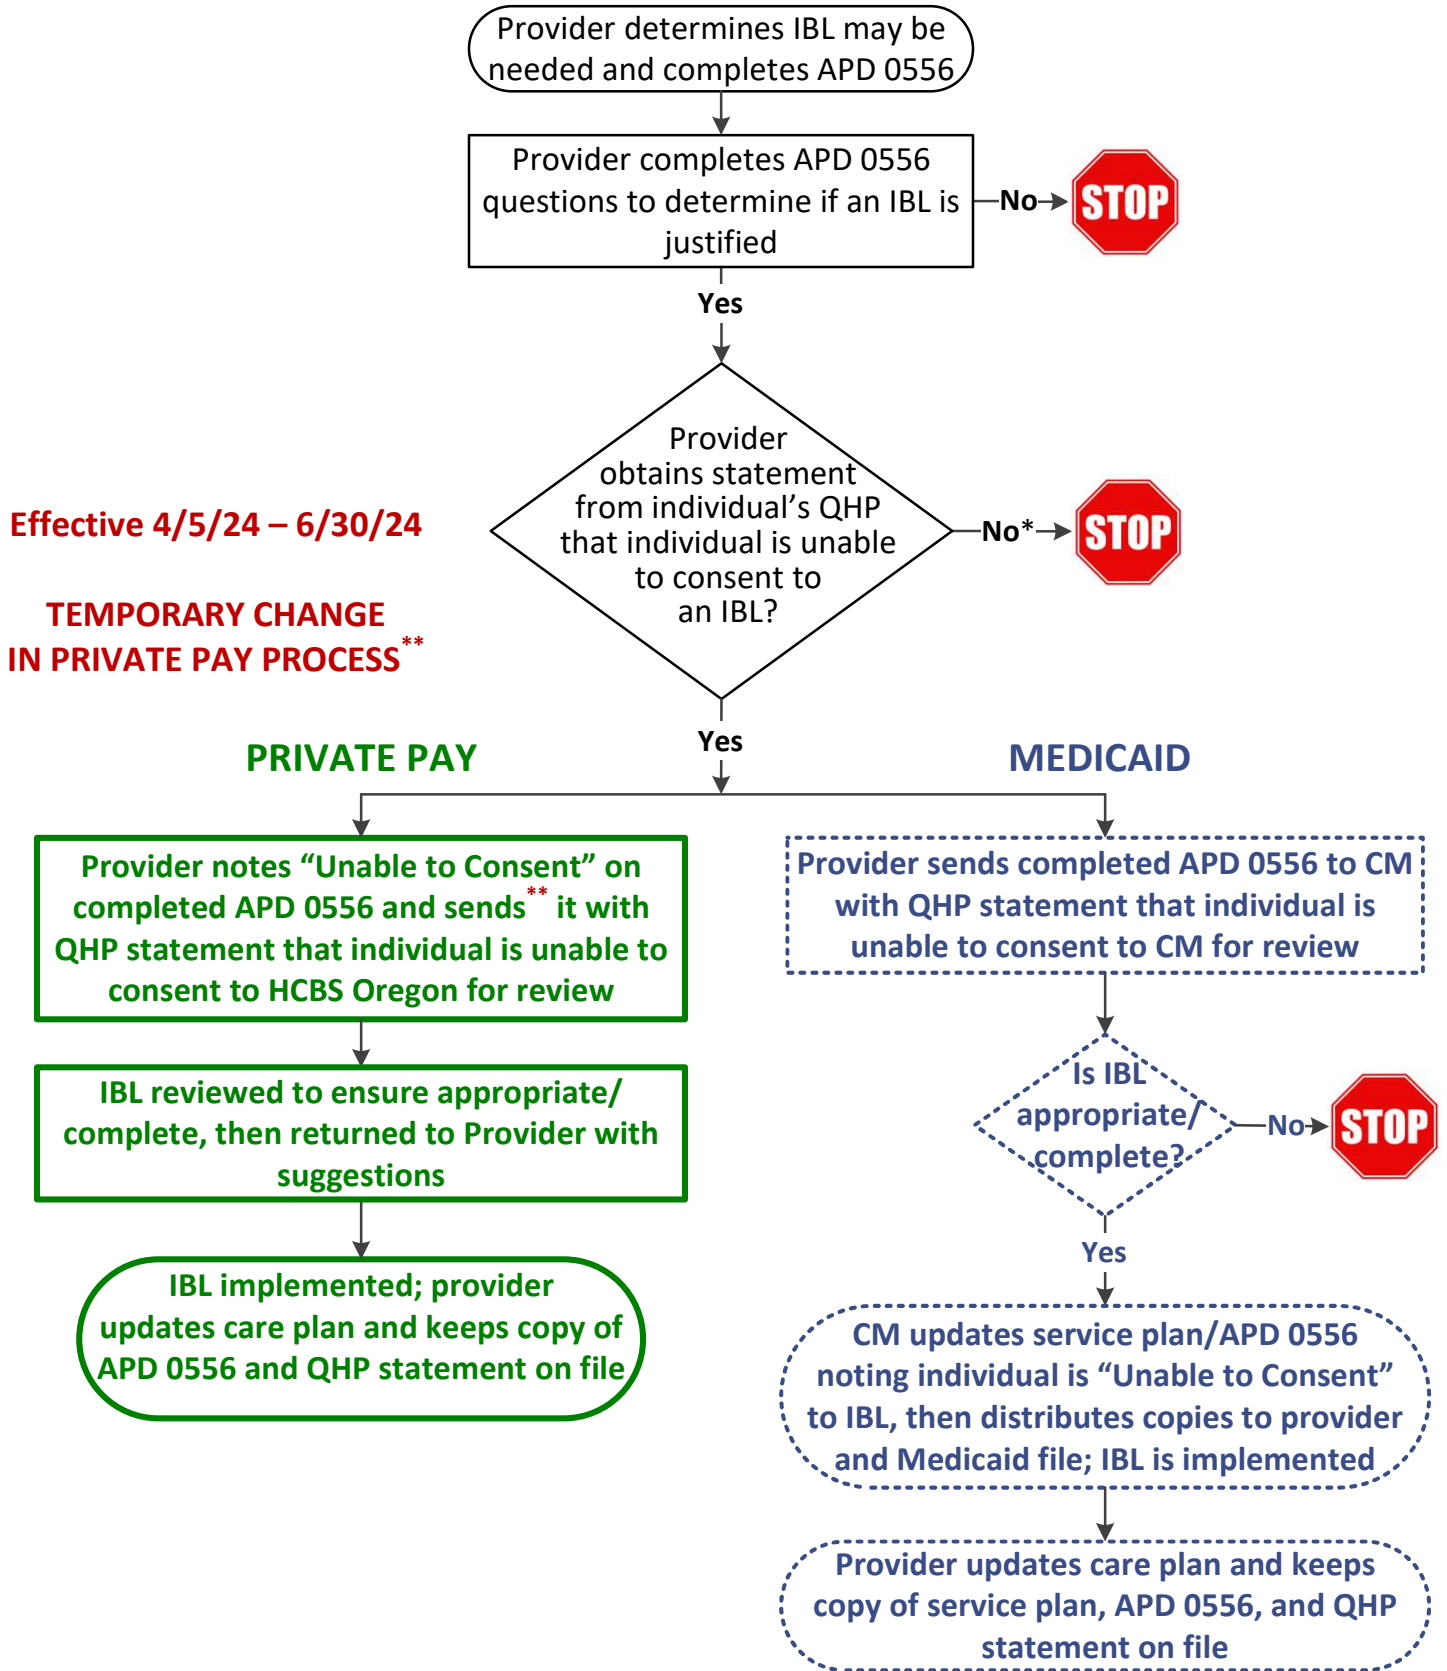 Provider determines IBL may be
needed and completes APD 0556
Provider completes APD 0556
questions to determine if an IBL is
justified
No
STOP
Yes
Provider
obtains statement
from individual’s QHP
that individual is unable
to consent to
an IBL?
No*
STOP
Effective 4/5/24 – 6/30/24
TEMPORARY CHANGE
IN PRIVATE PAY PROCESS**
Yes
PRIVATE PAY
Provider notes “Unable to Consent” on
completed APD 0556 and sends** it with
QHP statement that individual is unable to
consent to HCBS Oregon for review
IBL reviewed to ensure appropriate/
complete, then returned to Provider with
suggestions
IBL implemented; provider
updates care plan and keeps copy of
APD 0556 and QHP statement on file
MEDICAID
Provider sends completed APD 0556 to CM
with QHP statement that individual is
unable to consent to CM for review
Is IBL
appropriate/
complete?
No
STOP
Yes
CM updates service plan/APD 0556
noting individual is “Unable to Consent”
to IBL, then distributes copies to provider
and Medicaid file; IBL is implemented
Provider updates care plan and keeps
copy of service plan, APD 0556, and QHP
statement on file